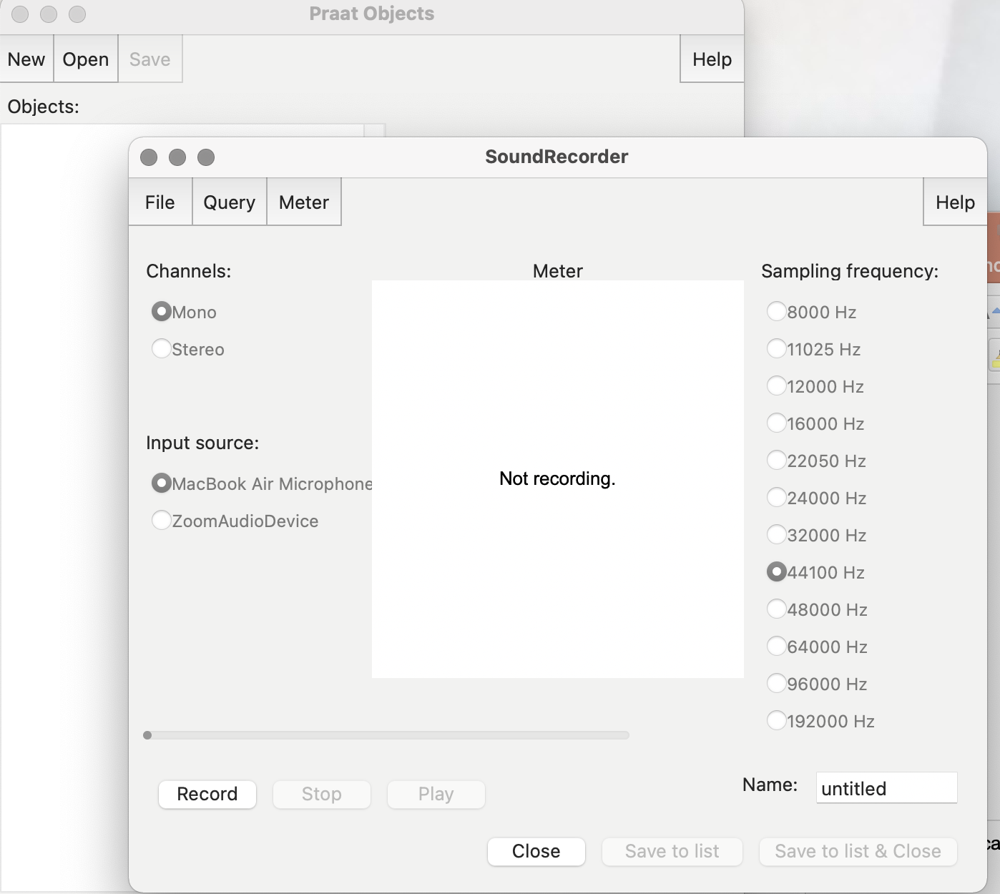 Praat Objects
New
Open
Save
Help
Objects:
SoundRecorder
File
Query
Meter
Help
Channels:
Mono
Stereo
Input source:
MacBook Air Microphone
ZoomAudioDevice
Meter
Not recording.
Sampling frequency:
8000 Hz
11025 Hz
12000 Hz
16000 Hz
22050 Hz
24000 Hz
32000 Hz
44100 Hz
48000 Hz
64000 Hz
96000 Hz
192000 Hz
Record
Stop
Play
Name:
untitled
Close
Save to list
Save to list & Close